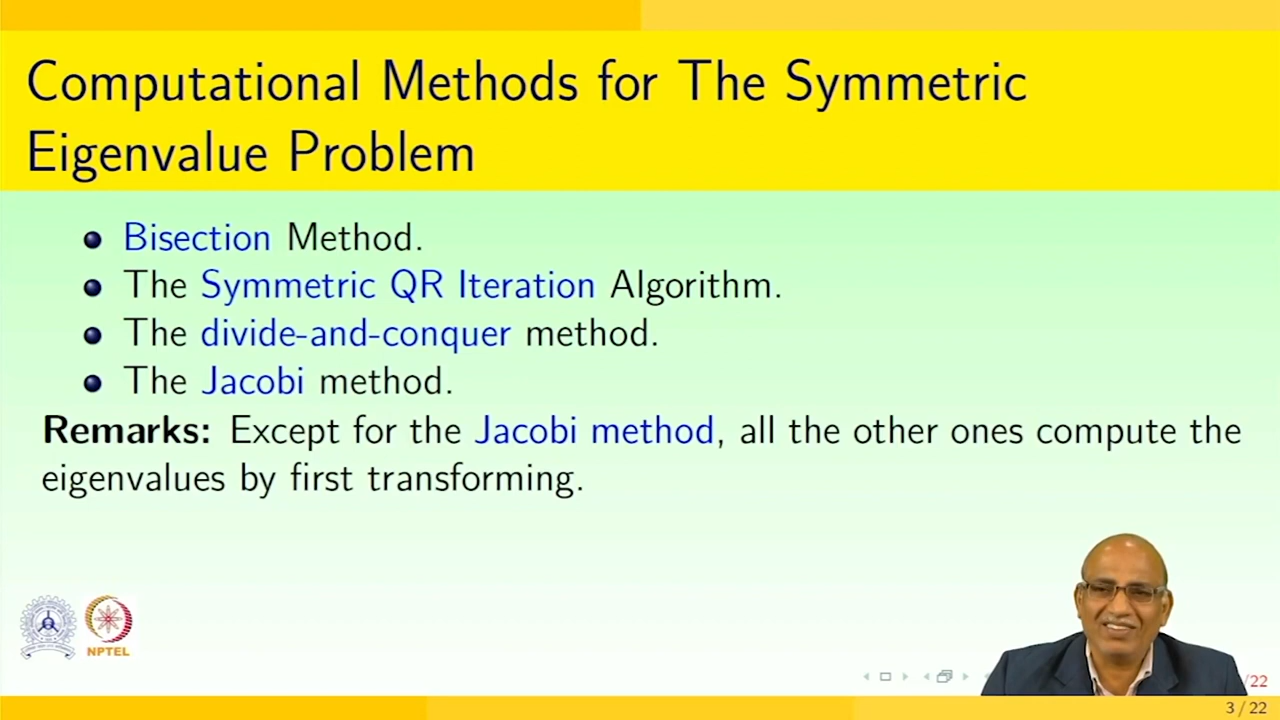 Computational Methods for The Symmetric
Eigenvalue Problem
Bisection Method.
The Symmetric QR Iteration Algorithm.
The divide-and-conquer method.
The Jacobi method.
Remarks: Except for the Jacobi method, all the other ones compute the
eigenvalues by first transforming.
NPTEL
/22
3 / 22